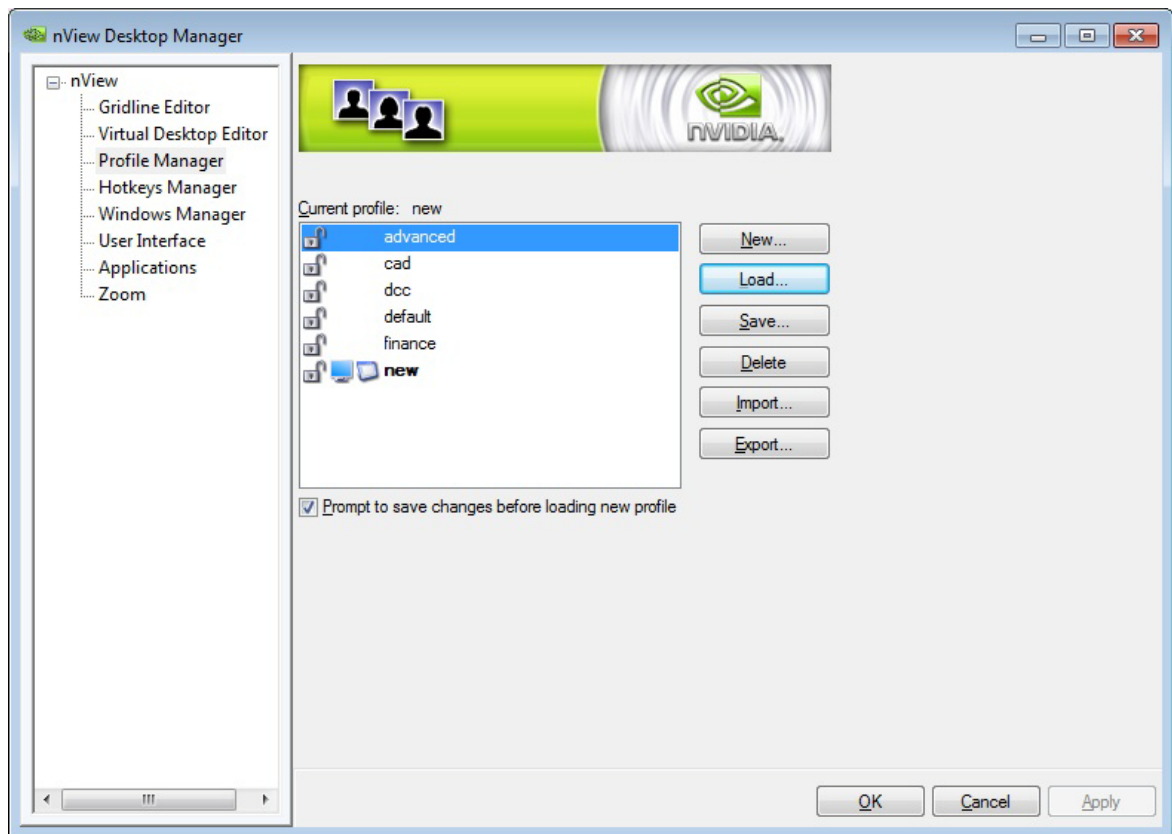 nView Desktop Manager
nView
Gridline Editor
Virtual Desktop Editor
Profile Manager
Hotkeys Manager
Windows Manager
User Interface
Applications
Zoom
NVIDIA.
Current profile: new
advanced
cad
dcc
default
finance
new
New...
Load...
Save...
Delete
Import...
Export...
Prompt to save changes before loading new profile
OK
Cancel
Apply